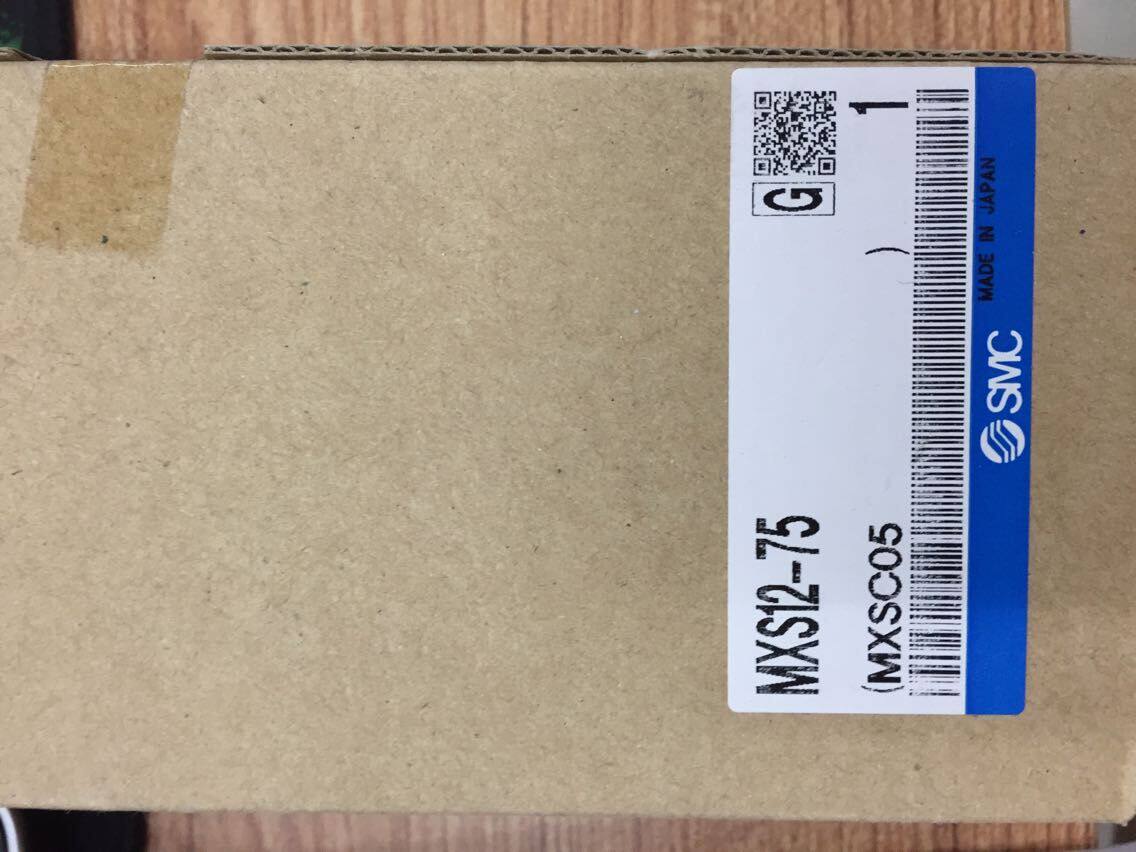 MXS12-75
G
(MXSC05 )
1
SMC
MADE IN JAPAN